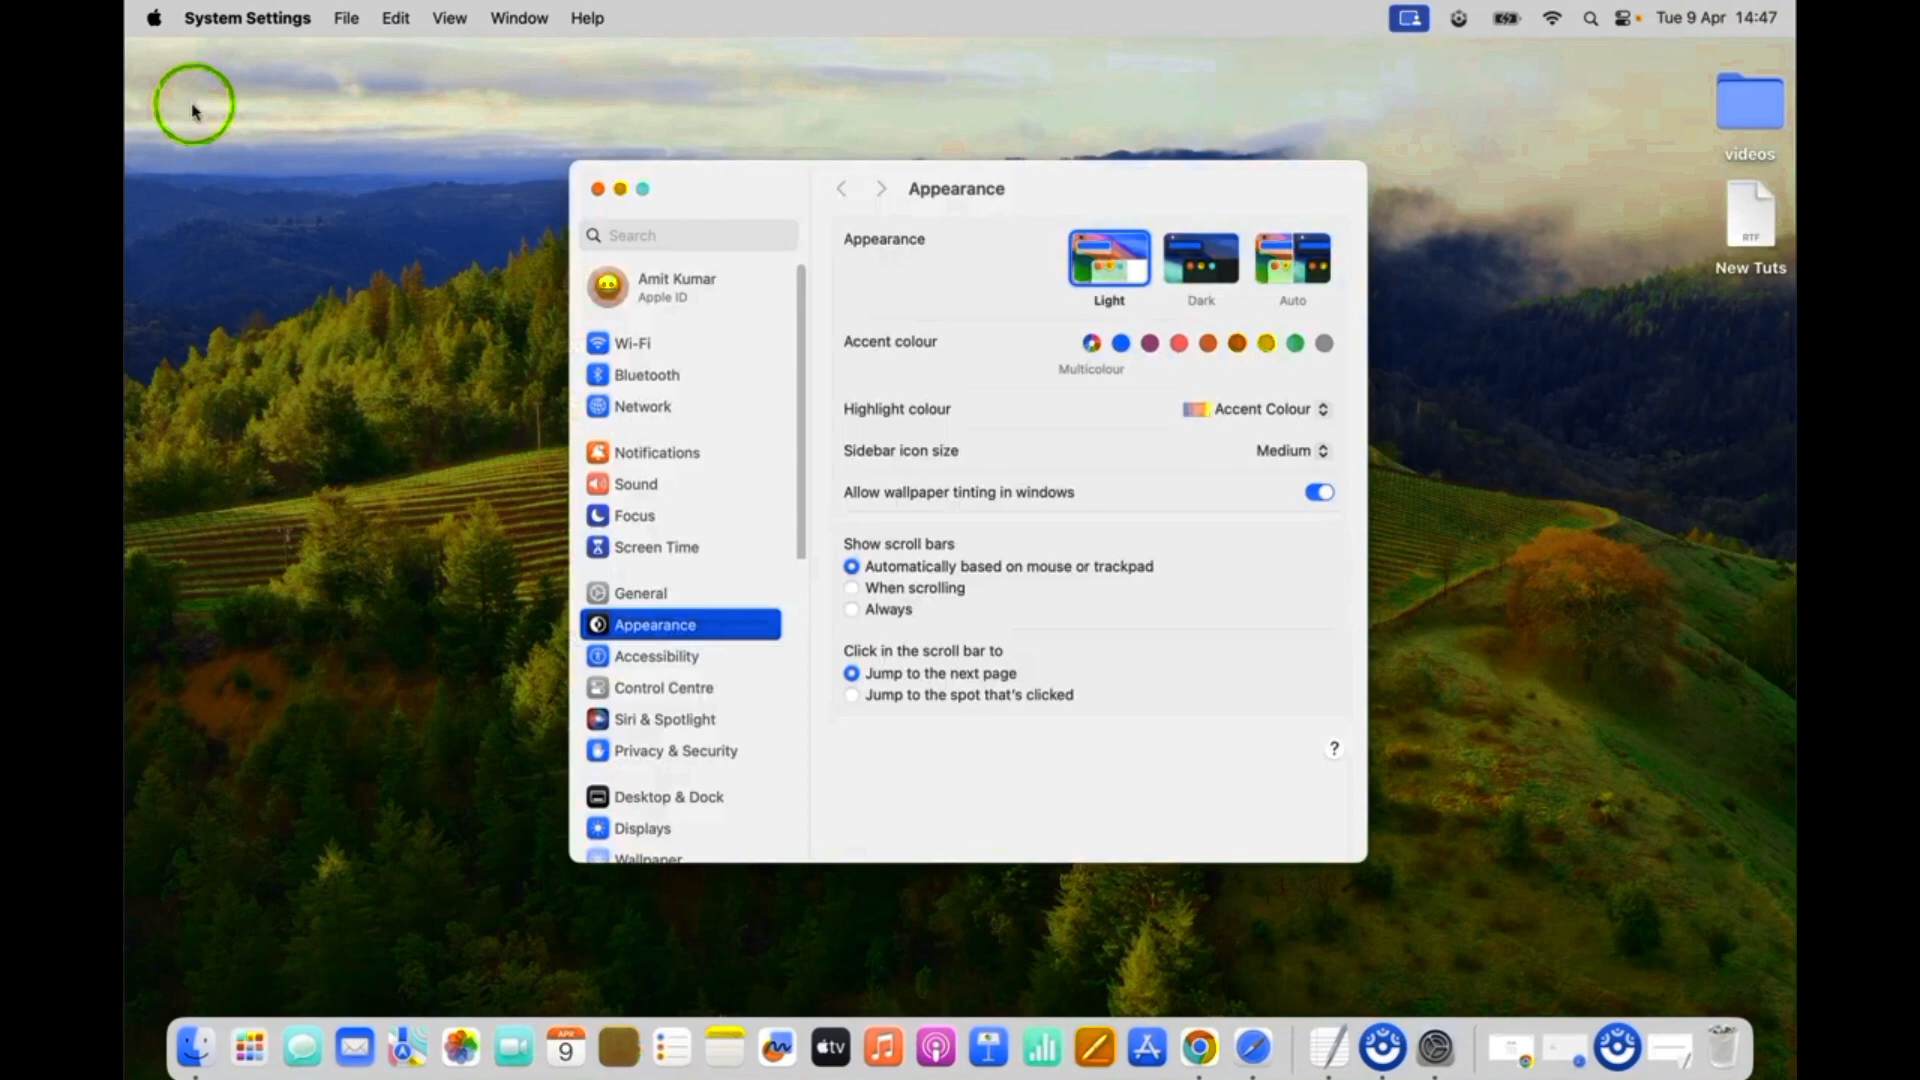 System Settings File Edit View Window Help Tue 9 Apr 14:47
videos
RTF
New Tuts
Search
Amit Kumar
Apple ID
Wi-Fi
Bluetooth
Network
Notifications
Sound
Focus
Screen Time
General
Appearance
Accessibility
Control Centre
Siri & Spotlight
Privacy & Security
Desktop & Dock
Displays
Wallpaper
Appearance
Appearance
Light Dark Auto
Accent colour
Multicolour
Highlight colour Accent Colour
Sidebar icon size Medium
Allow wallpaper tinting in windows
Show scroll bars
Automatically based on mouse or trackpad
When scrolling
Always
Click in the scroll bar to
Jump to the next page
Jump to the spot that's clicked
?
APR
9
tv